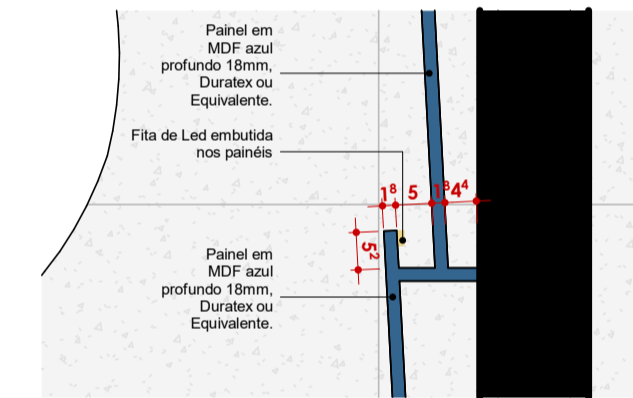 Painel em
MDF azul
profundo 18mm,
Duratex ou
Equivalente.
Fita de Led embutida
nos painéis
1⁸ 5 1⁸ 4⁴
5²
Painel em
MDF azul
profundo 18mm,
Duratex ou
Equivalente.